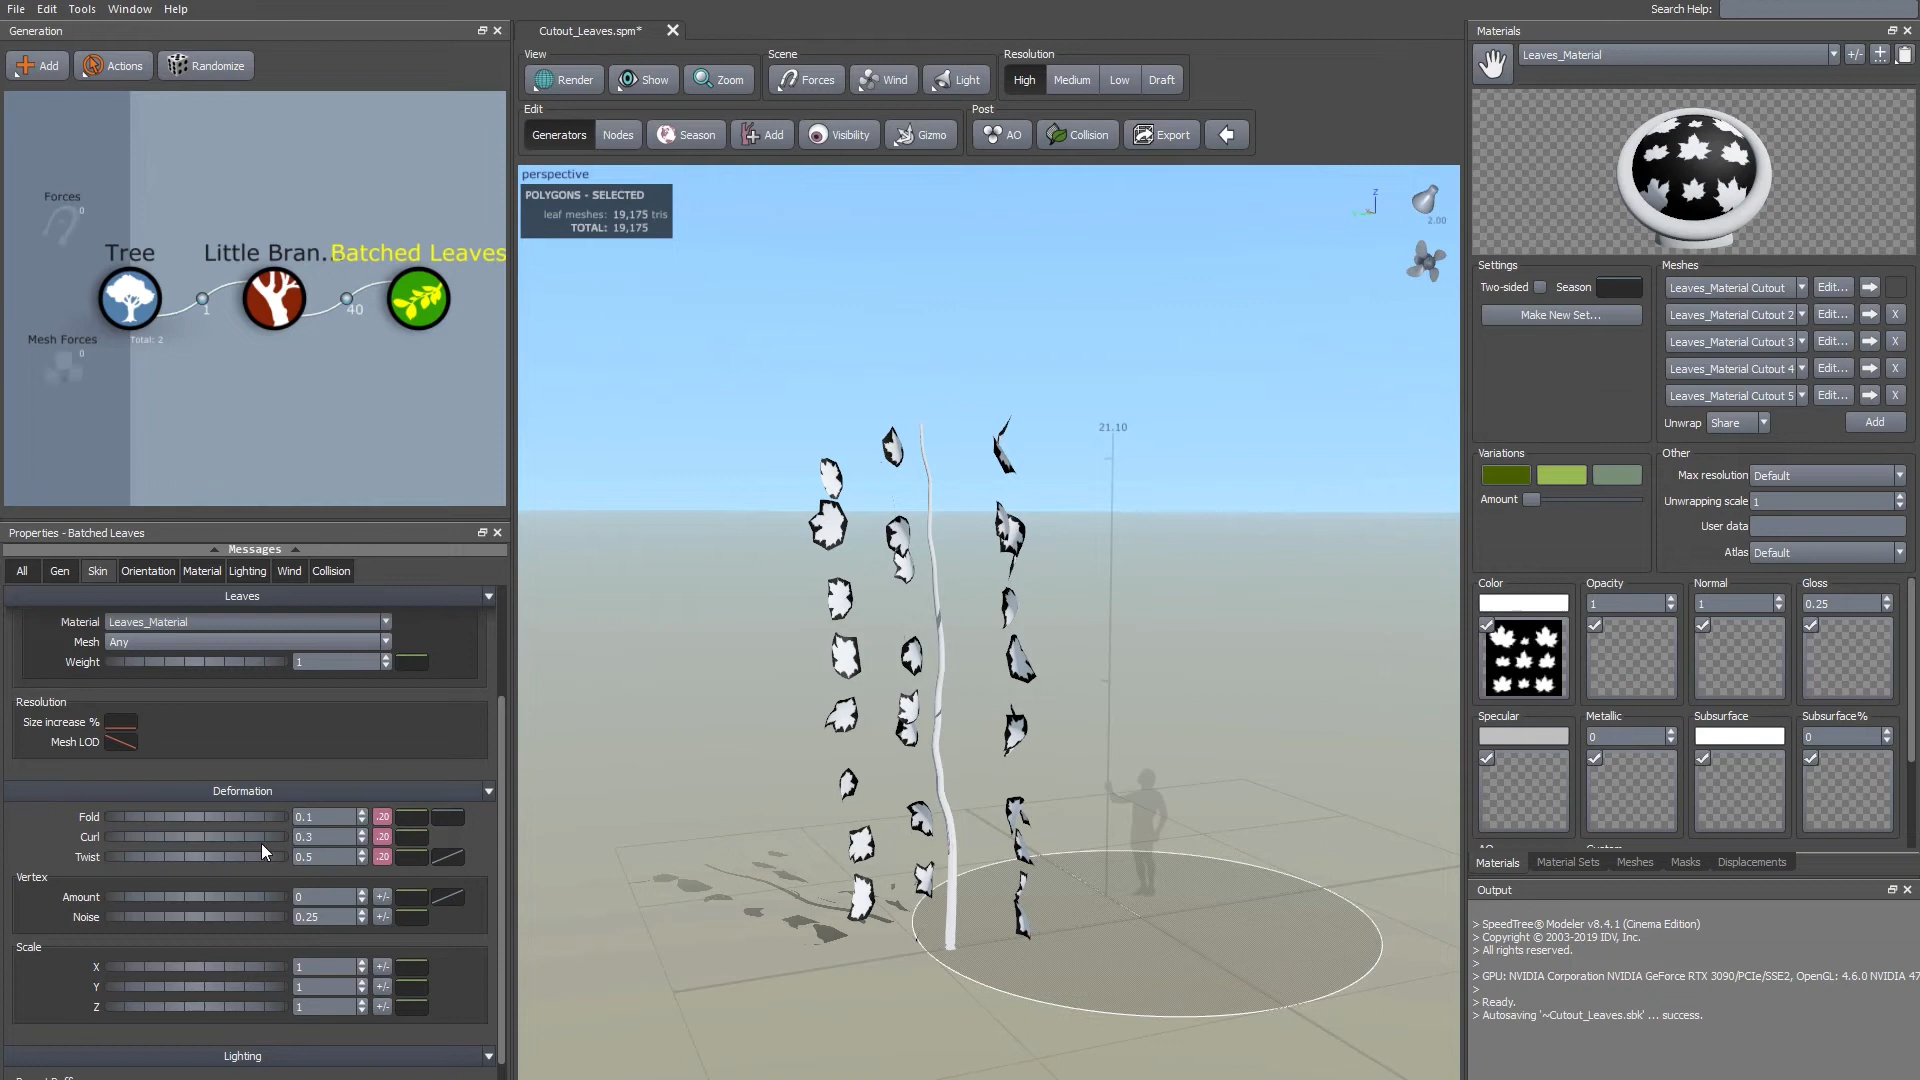 File Edit Tools Window Help
Search Help:
Generation
Add Actions Randomize
Forces
0
Tree Little Bran.. Batched Leaves
1 40
Mesh Forces
0
Total: 2
Properties - Batched Leaves
Messages
All Gen Skin Orientation Material Lighting Wind Collision
Leaves
Material Leaves_Material
Mesh Any
Weight 1
Resolution
Size increase %
Mesh LOD
Deformation
Fold 0.1 .20
Curl 0.3 .20
Twist 0.5 .20
Vertex
Amount 0 +/-
Noise 0.25 +/-
Scale
X 1 +/-
Y 1 +/-
Z 1 +/-
Lighting
Cutout_Leaves.spm*
View Scene Resolution
Render Show Zoom Forces Wind Light High Medium Low Draft
Edit Post
Generators Nodes Season Add Visibility Gizmo AO Collision Export
perspective
POLYGONS - SELECTED
leaf meshes: 19,175 tris
TOTAL: 19,175
z
2.00
21.10
Materials
Leaves_Material +/-
Settings Meshes
Two-sided Season Leaves_Material Cutout Edit...
Make New Set... Leaves_Material Cutout 2 Edit... X
Leaves_Material Cutout 3 Edit... X
Leaves_Material Cutout 4 Edit... X
Leaves_Material Cutout 5 Edit... X
Unwrap Share Add
Variations Other
Amount
Max resolution Default
Unwrapping scale 1
User data
Atlas Default
Color Opacity Normal Gloss
1 1 0.25
Specular Metallic Subsurface Subsurface%
0 0
Materials Material Sets Meshes Masks Displacements
Output
> SpeedTree® Modeler v8.4.1 (Cinema Edition)
> Copyright © 2003-2019 IDV, Inc.
> All rights reserved.
>
> GPU: NVIDIA Corporation NVIDIA GeForce RTX 3090/PCIe/SSE2, OpenGL: 4.6.0 NVIDIA 47
>
> Ready.
> Autosaving '~Cutout_Leaves.sbk' ... success.